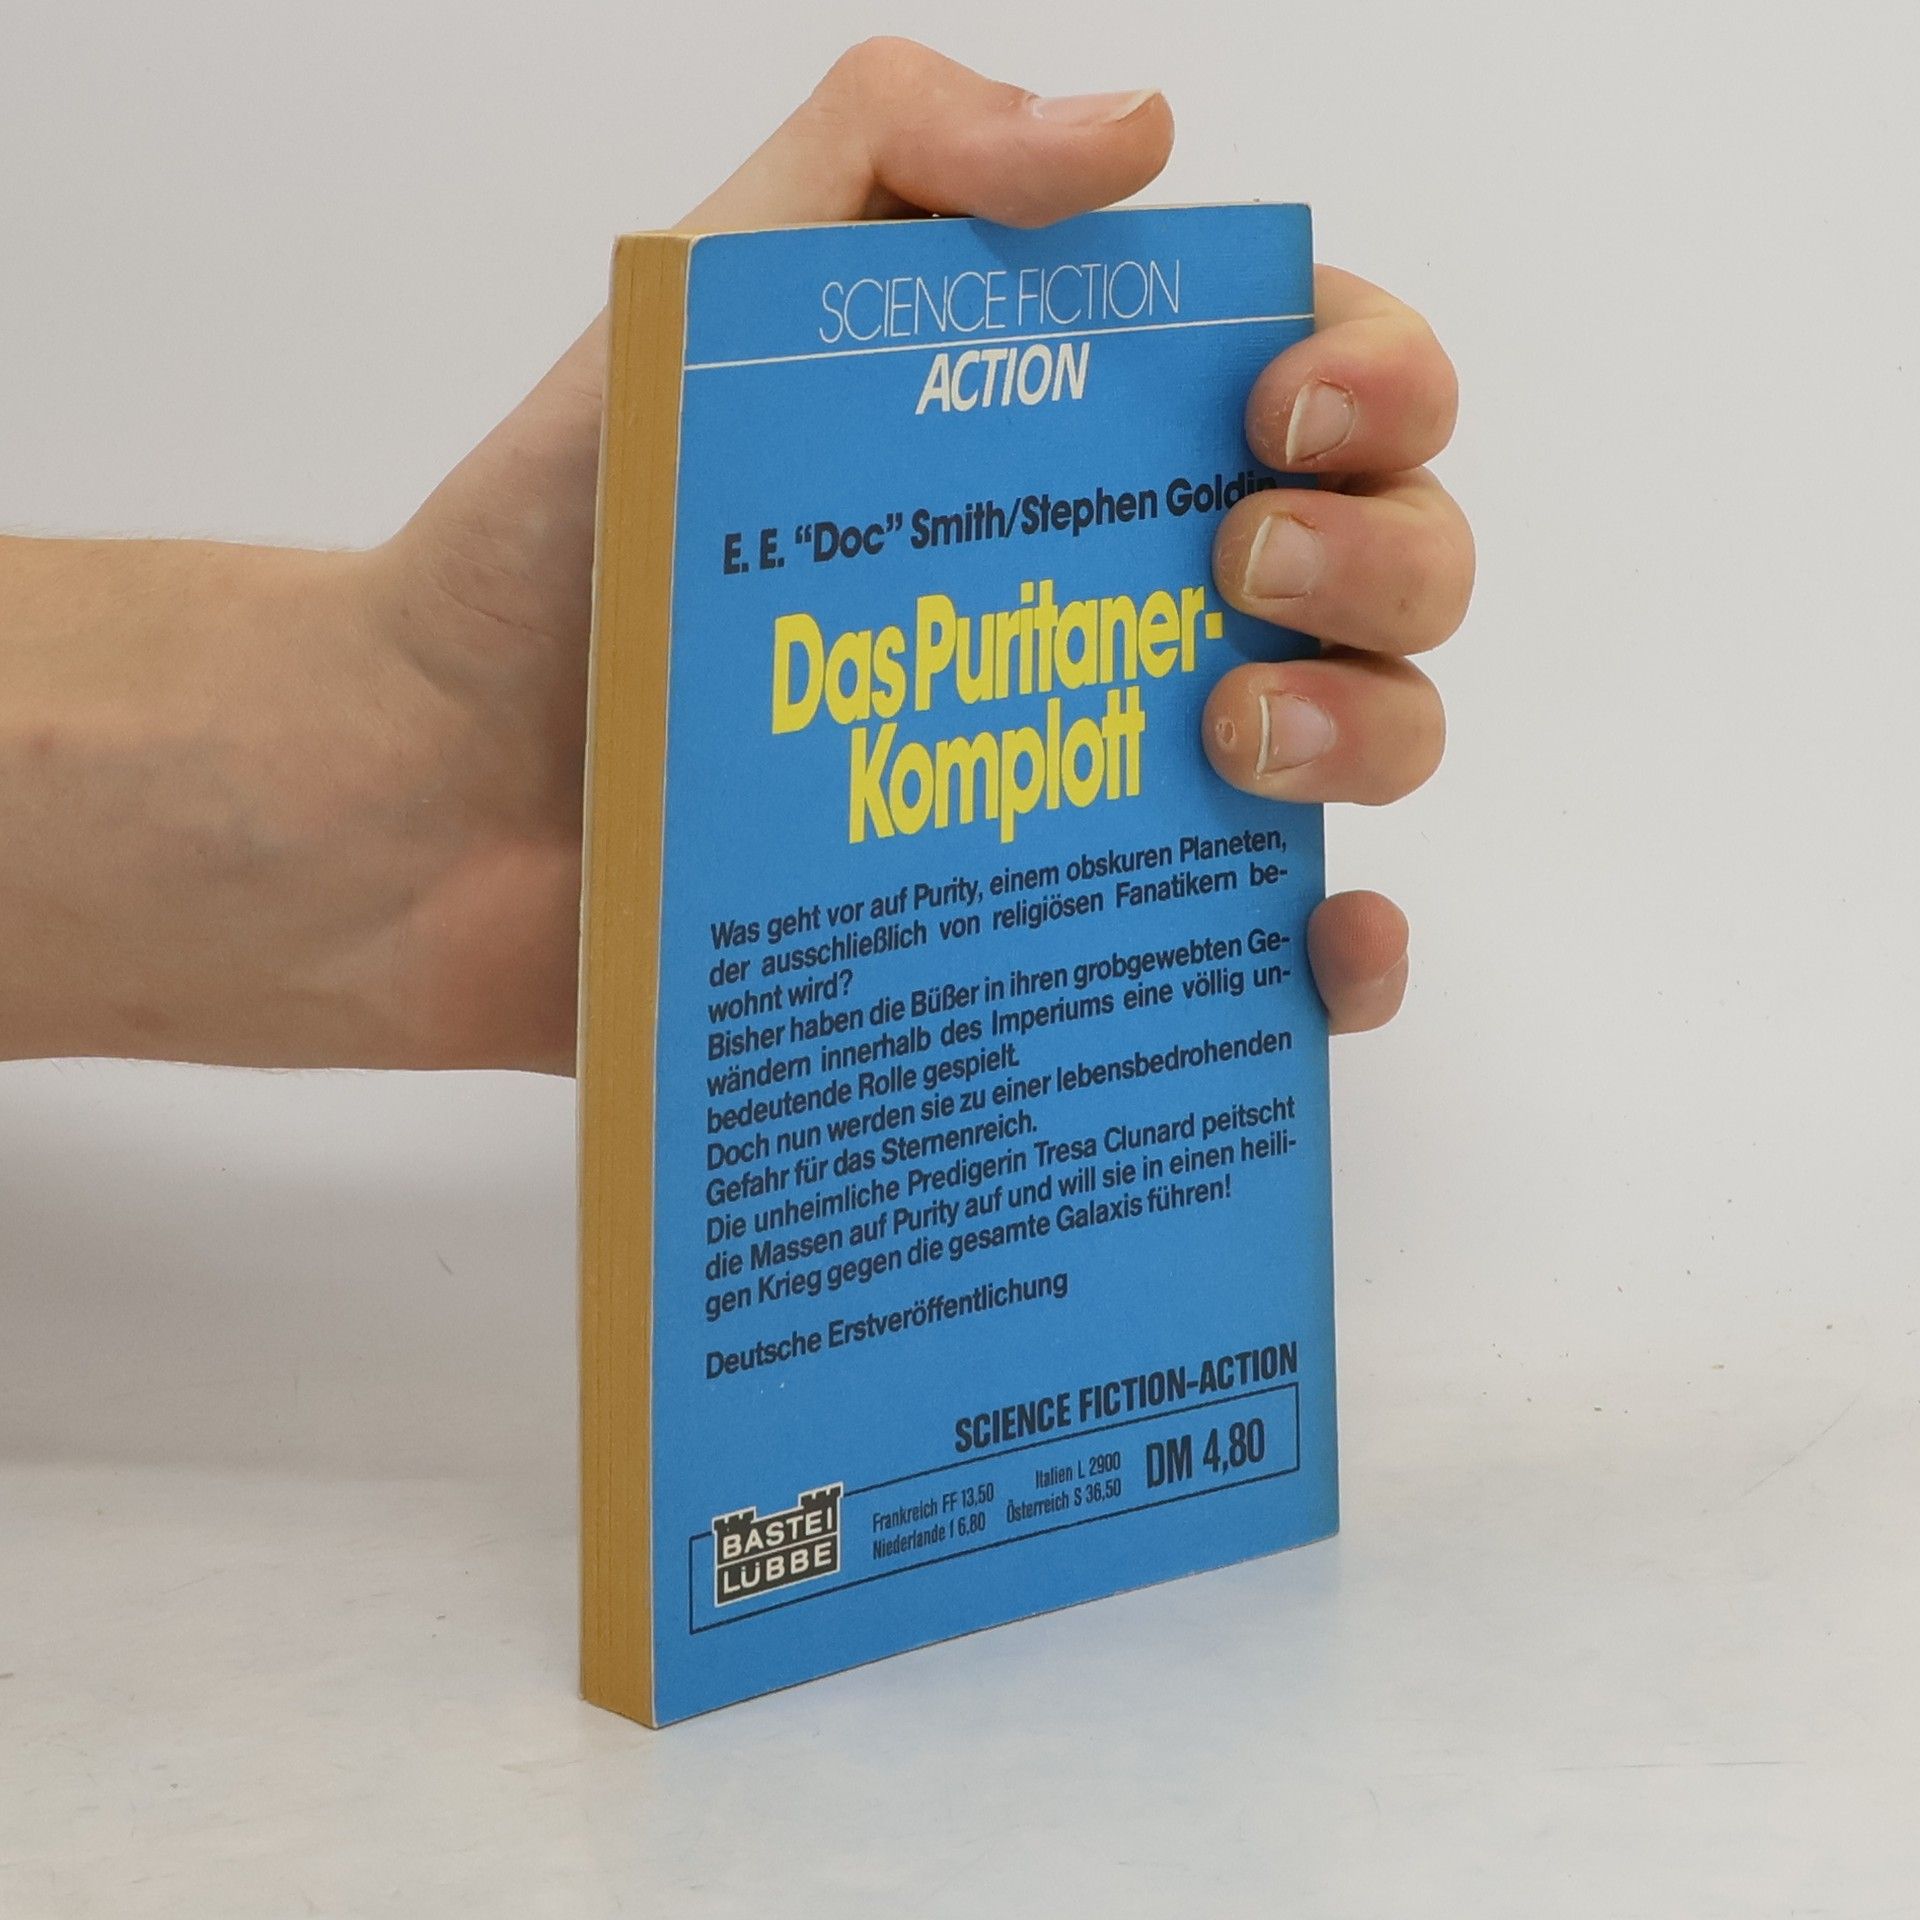 SCIENCE FICTION
ACTION
E. E. “Doc” Smith/Stephen
Das Puritaner-
Komplott
Was geht vor auf Purity, einem obskuren Planeten,
der ausschließlich von religiösen Fanatikern be-
wohnt wird?
Bisher haben die Büßer in ihren grobgewebten Ge-
wändern innerhalb des Imperiums eine völlig un-
bedeutende Rolle gespielt.
Doch nun werden sie zu einer lebensbedrohenden
Gefahr für das Sternenreich.
Die unheimliche Predigerin Tresa Clunard peitscht
die Massen auf Purity auf und will sie in einen heili-
gen Krieg gegen die gesamte Galaxis führen!
Deutsche Erstveröffentlichung
SCIENCE FICTION-ACTION
BASTEI
LÜBBE
Frankreich FF 13,50
Niederlande f 6,80
Italien L 2900
Österreich S 36,50
DM 4,80